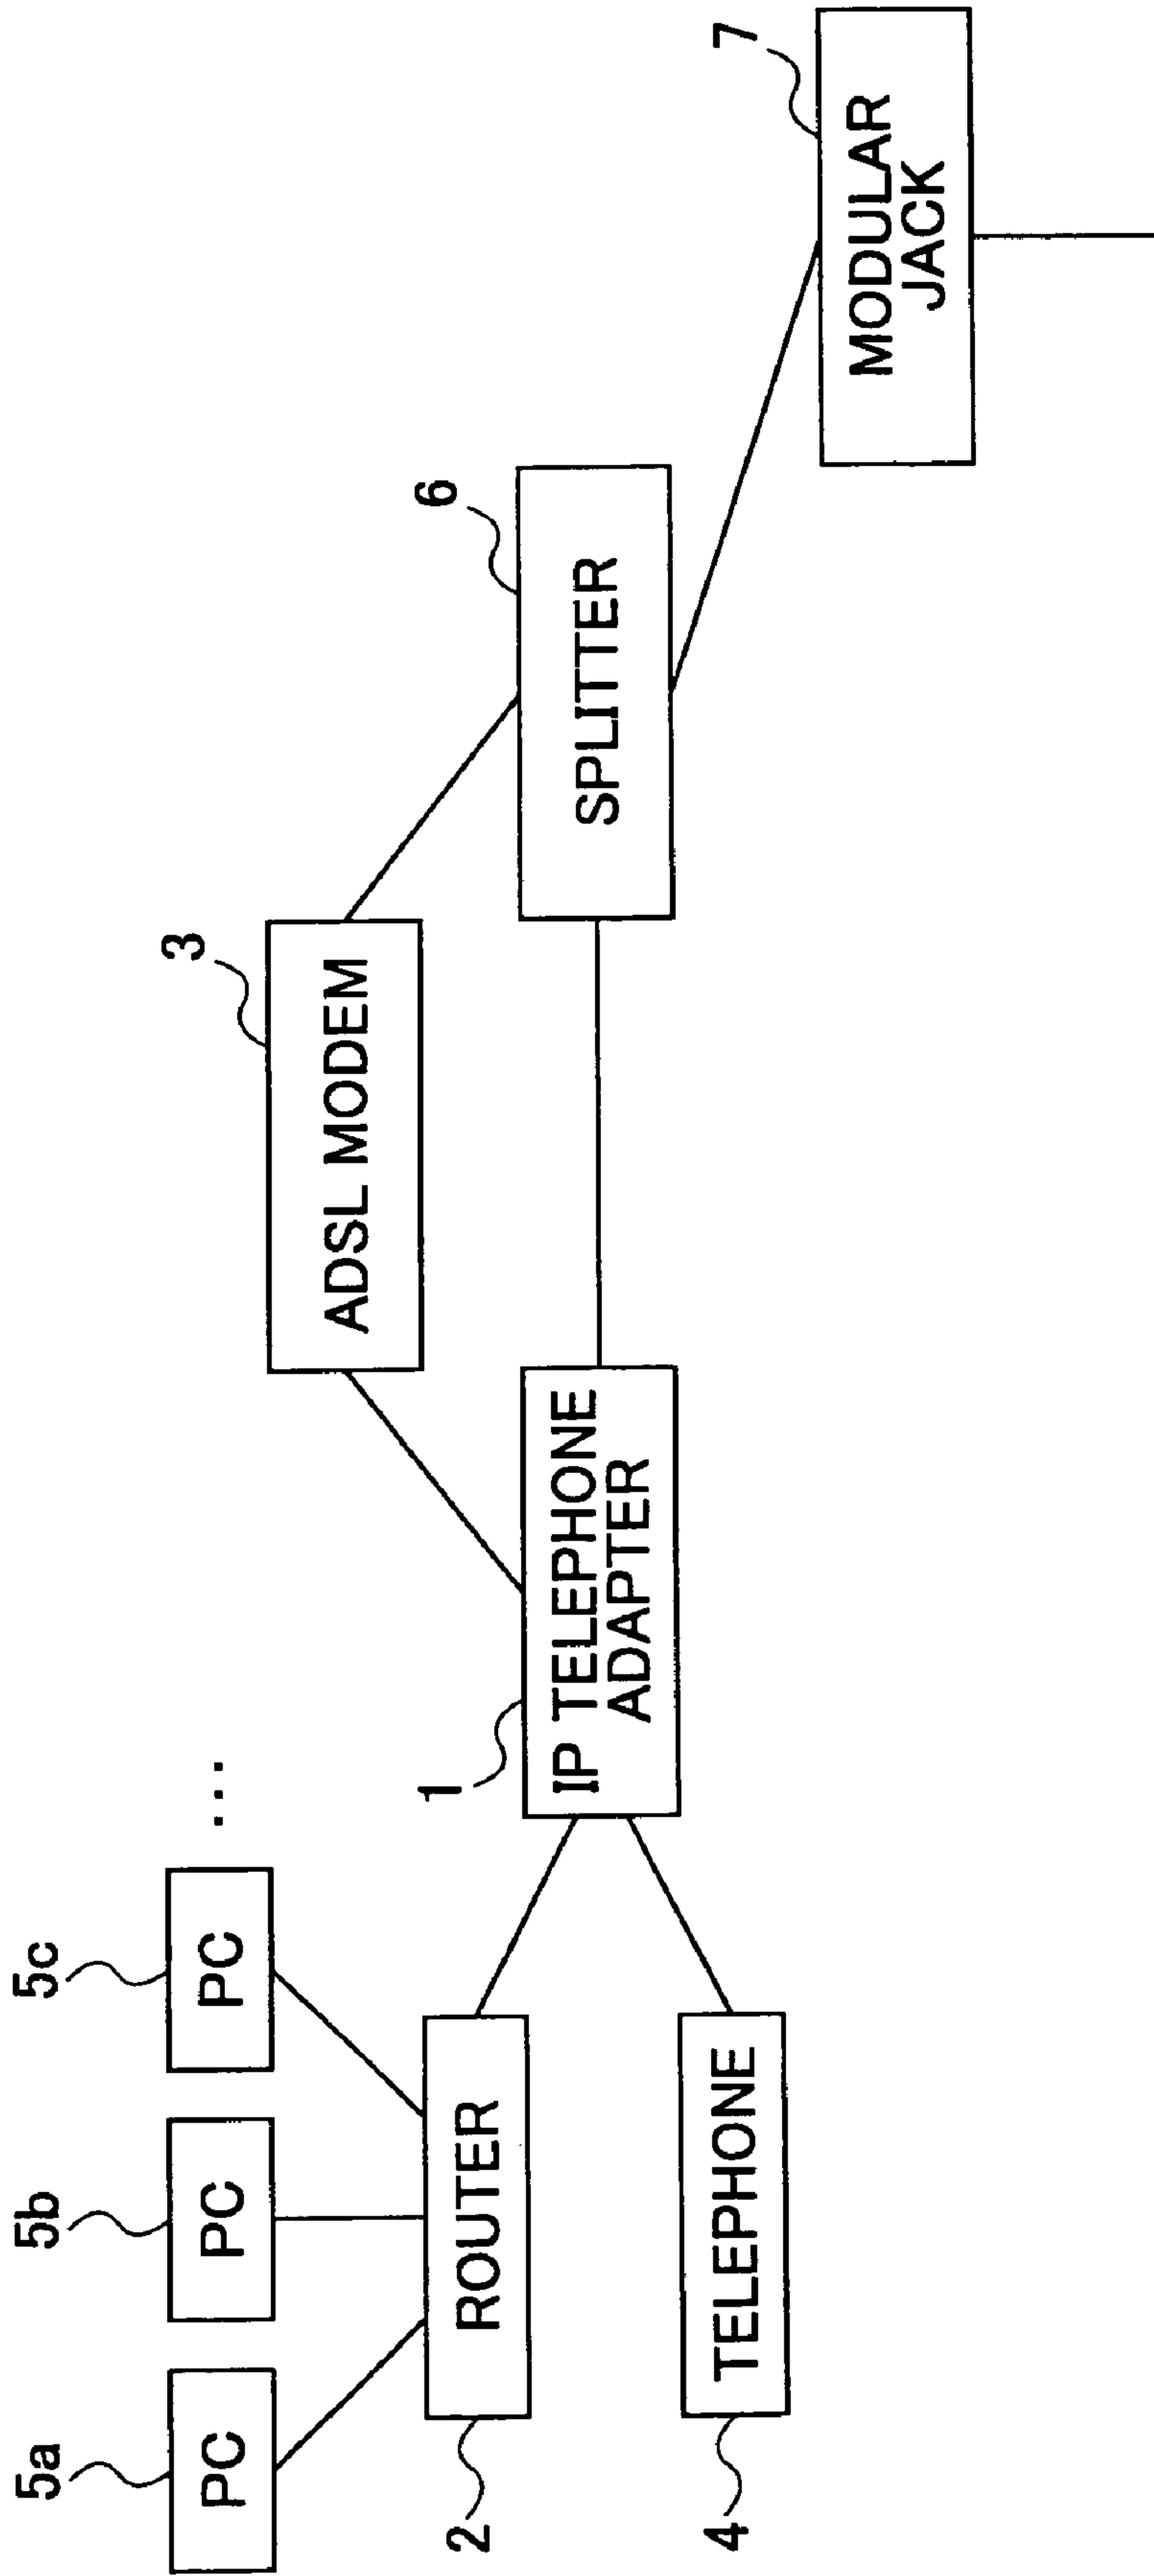 5a
PC
5b
PC
5c
PC
...
2
ROUTER
4
TELEPHONE
1
IP TELEPHONE
ADAPTER
3
ADSL MODEM
6
SPLITTER
7
MODULAR
JACK